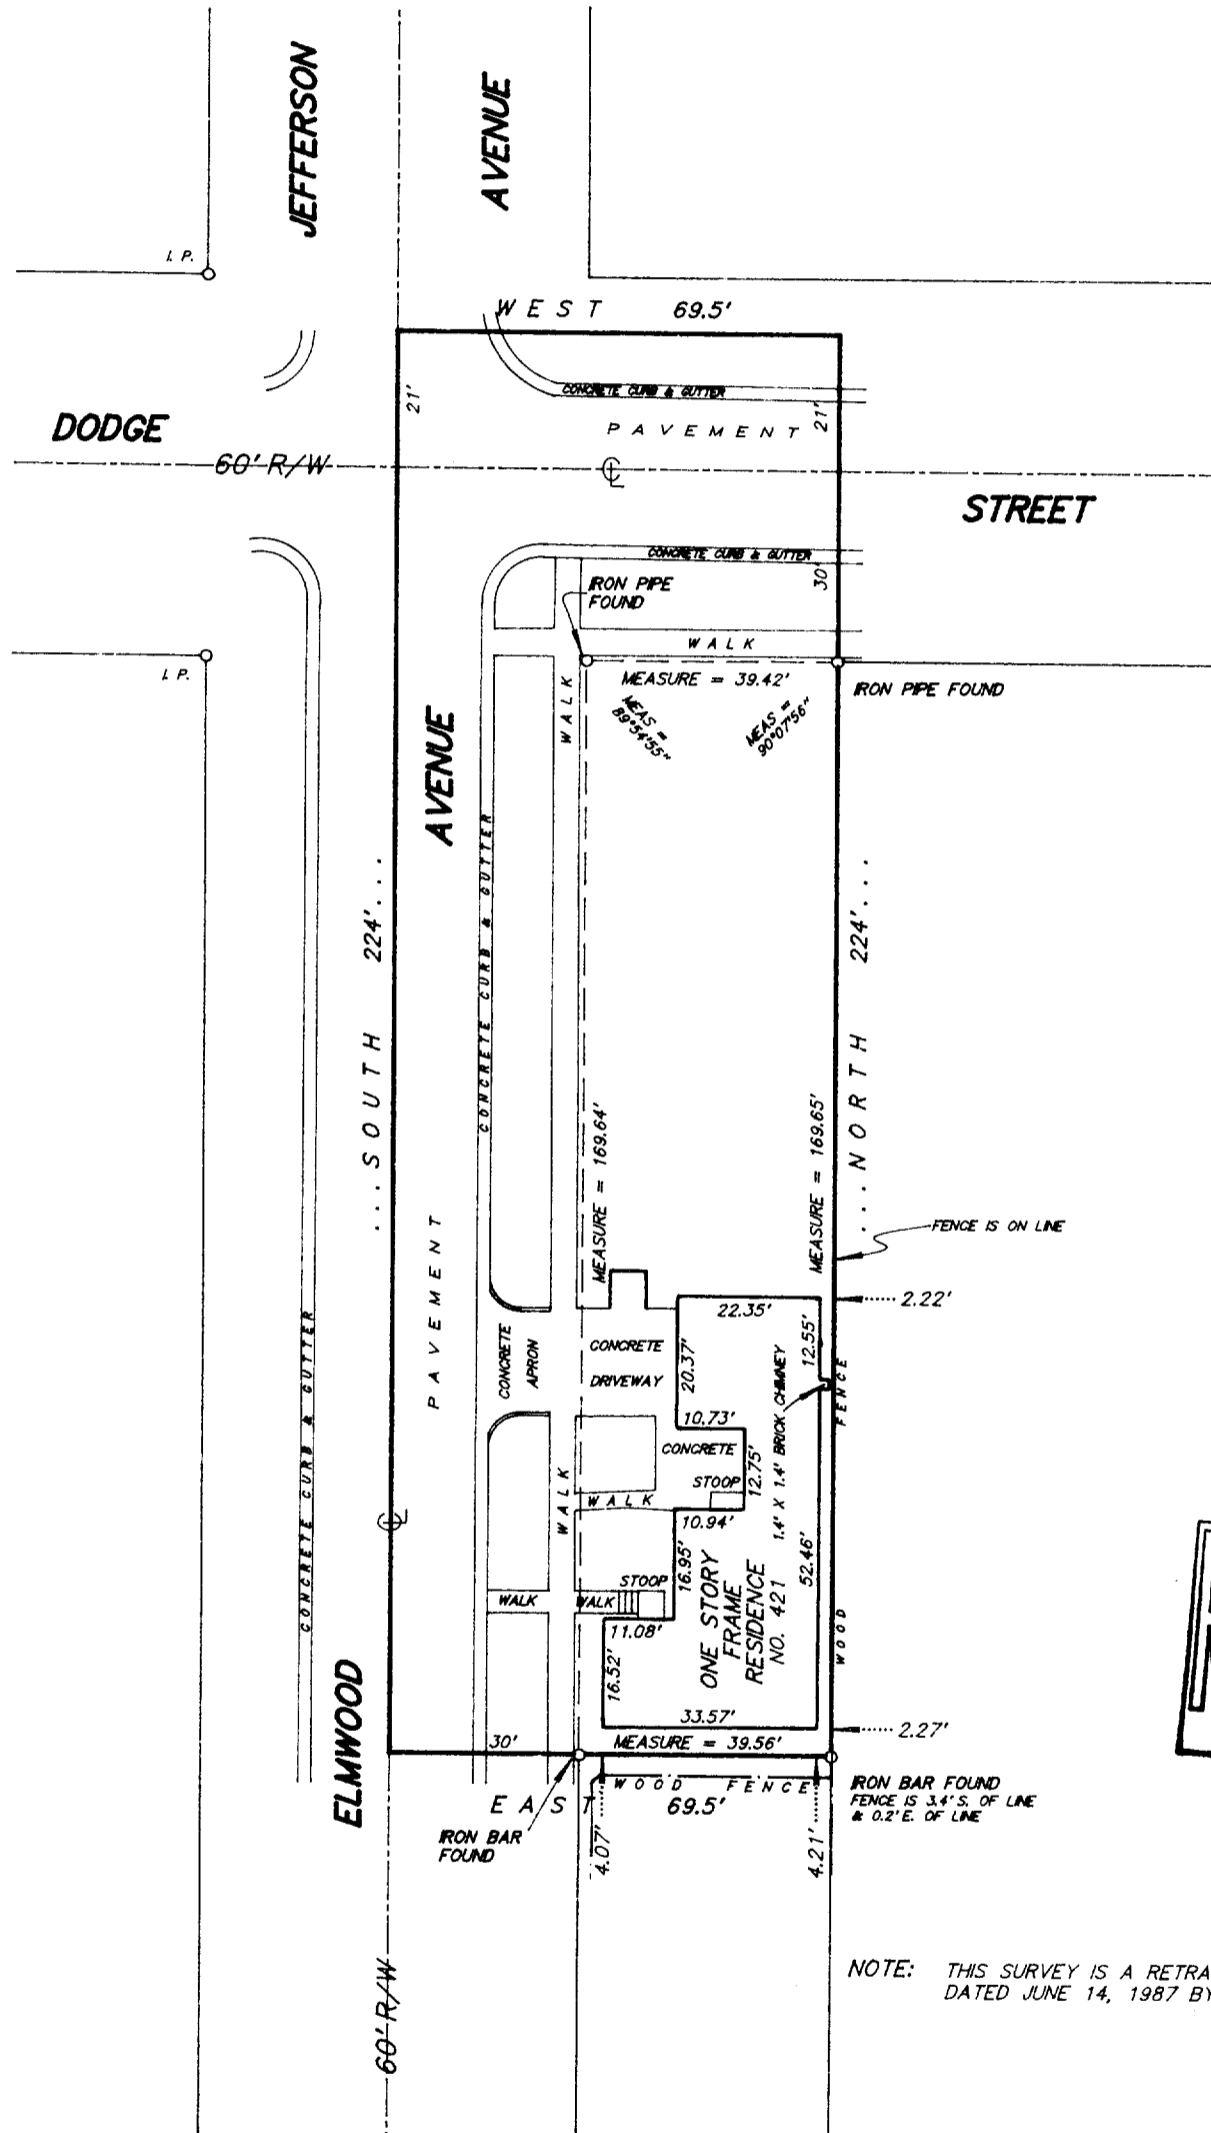 JEFFERSON
AVENUE
I. P.
WEST 69.5'
21'
CONCRETE CURB & GUTTER
21'
PAVEMENT
DODGE
60' R/W
CL
STREET
CONCRETE CURB & GUTTER
30'
IRON PIPE
FOUND
WALK
I. P.
MEASURE = 39.42'
IRON PIPE FOUND
MEAS =
89°54'55"
MEAS =
90°07'56"
WALK
AVENUE
CONCRETE CURB & GUTTER
....SOUTH 224'....
....NORTH 224'....
MEASURE = 169.64'
MEASURE = 169.65'
FENCE IS ON LINE
PAVEMENT
22.35'
2.22'
CONCRETE CURB & GUTTER
CONCRETE
APRON
CONCRETE
DRIVEWAY
20.37'
12.55'
1.4' X 1.4' BRICK CHIMNEY
FENCE
10.73'
CONCRETE
12.75'
STOOP
WALK
WALK
10.94'
CL
16.95'
52.46'
ONE STORY
FRAME
RESIDENCE
NO. 421
STOOP
WALK
WALK
11.08'
WOOD
16.52'
33.57'
2.27'
ELMWOOD
30'
MEASURE = 39.56'
WOOD FENCE
IRON BAR FOUND
FENCE IS 3.4' S. OF LINE
& 0.2' E. OF LINE
EAST 69.5'
IRON BAR
FOUND
4.07'
4.21'
60' R/W
NOTE: THIS SURVEY IS A RETRA
DATED JUNE 14, 1987 BY